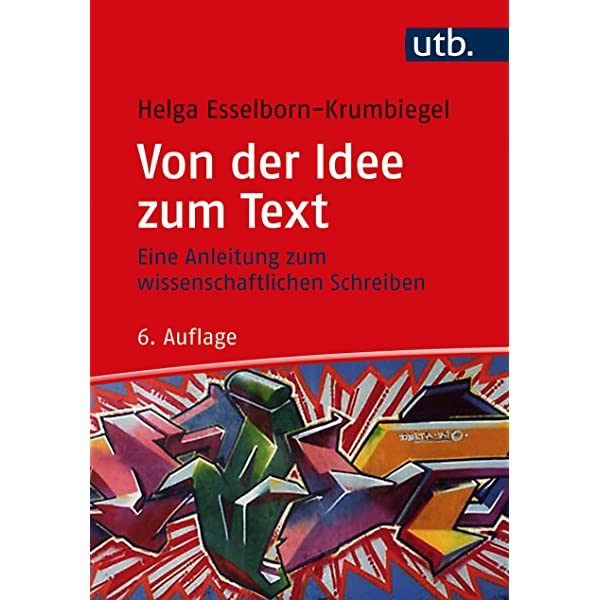 utb.
Helga Esselborn-Krumbiegel
Von der Idee
zum Text
Eine Anleitung zum
wissenschaftlichen Schreiben
6. Auflage